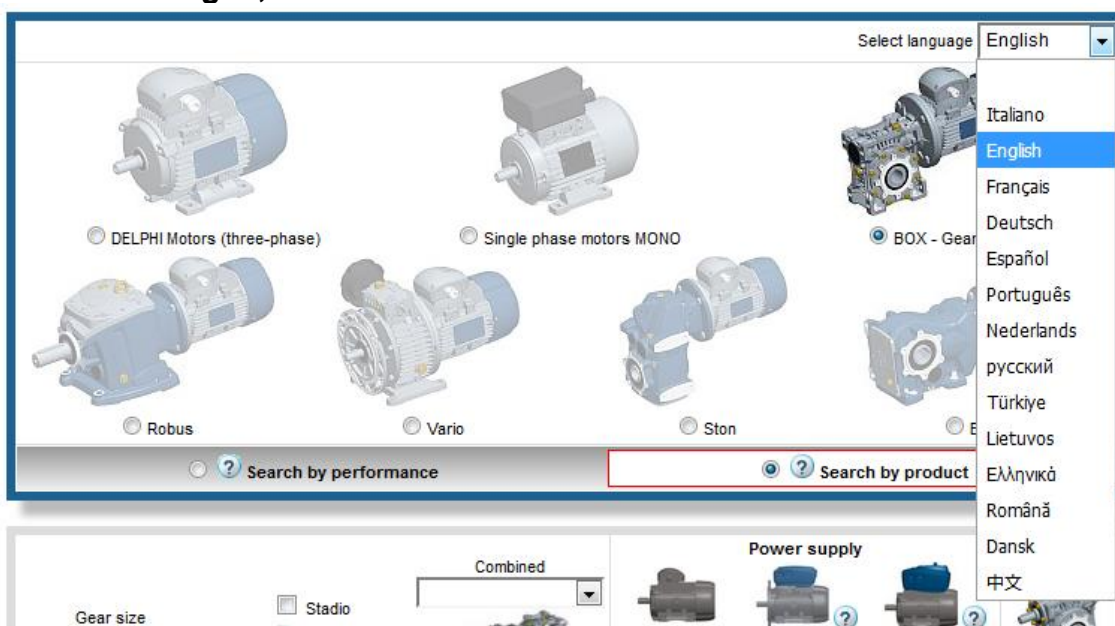 Select language English
Italiano
English
Français
Deutsch
Español
Português
Nederlands
русский
Türkiye
Lietuvos
Ελληνικά
Română
Dansk
中文
DELPHI Motors (three-phase)
Single phase motors MONO
BOX - Gear
Robus
Vario
Ston
Search by performance
Search by product
Combined
Power supply
Gear size
Stadio